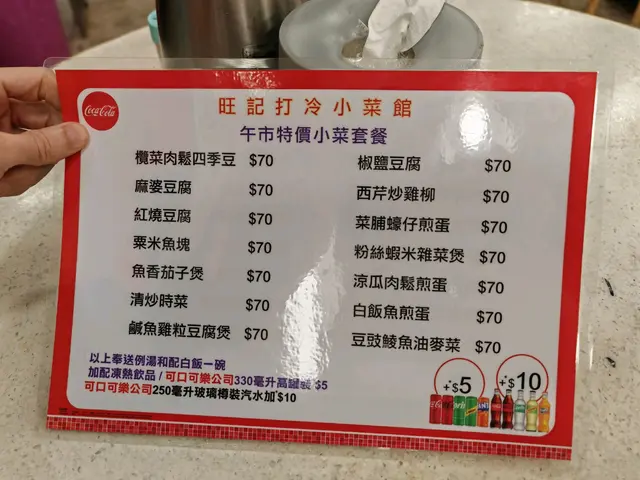 Coca-Cola
旺記打冷小菜館
午市特價小菜套餐
欖菜肉鬆四季豆 $70
麻婆豆腐 $70
紅燒豆腐 $70
粟米魚塊 $70
魚香茄子煲 $70
清炒時菜 $70
鹹魚雞粒豆腐煲 $70
椒鹽豆腐 $70
西芹炒雞柳 $70
菜脯蠔仔煎蛋 $70
粉絲蝦米雜菜煲 $70
涼瓜肉鬆煎蛋 $70
白飯魚煎蛋 $70
豆豉鯪魚油麥菜 $70
以上奉送例湯和配白飯一碗
加配凍熱飲品 / 可口可樂公司330毫升高罐裝 $5
可口可樂公司250毫升玻璃樽裝汽水加$10
+$5
+$10